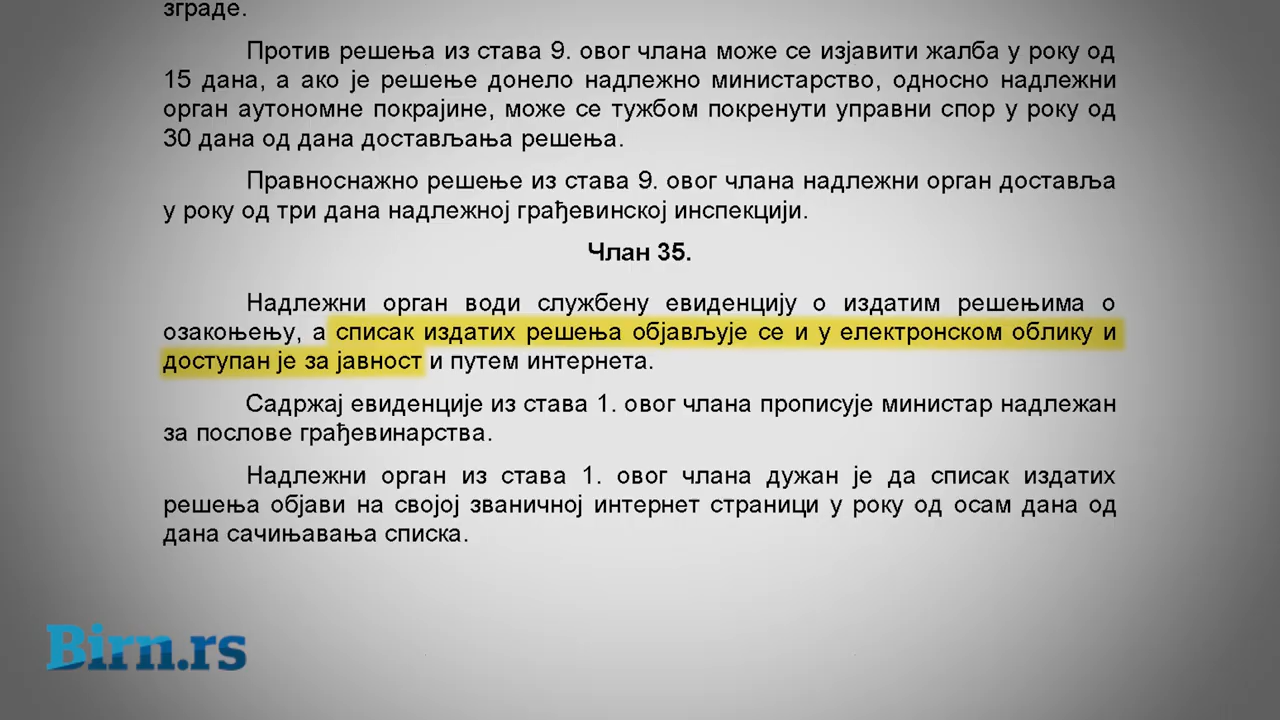 зграде.
Против решења из става 9. овог члана може се изјавити жалба у року од
15 дана, а ако је решење донело надлежно министарство, односно надлежни
орган аутономне покрајине, може се тужбом покренути управни спор у року од
30 дана од дана достављања решења.
Правноснажно решење из става 9. овог члана надлежни орган доставља
у року од три дана надлежној грађевинској инспекцији.
Члан 35.
Надлежни орган води службену евиденцију о издатим решењима о
озакоњењу, а списак издатих решења објављује се и у електронском облику и
доступан је за јавност и путем интернета.
Садржај евиденције из става 1. овог члана прописује министар надлежан
за послове грађевинарства.
Надлежни орган из става 1. овог члана дужан је да списак издатих
решења објави на својој званичној интернет страници у року од осам дана од
дана сачињавања списка.
Birn.rs